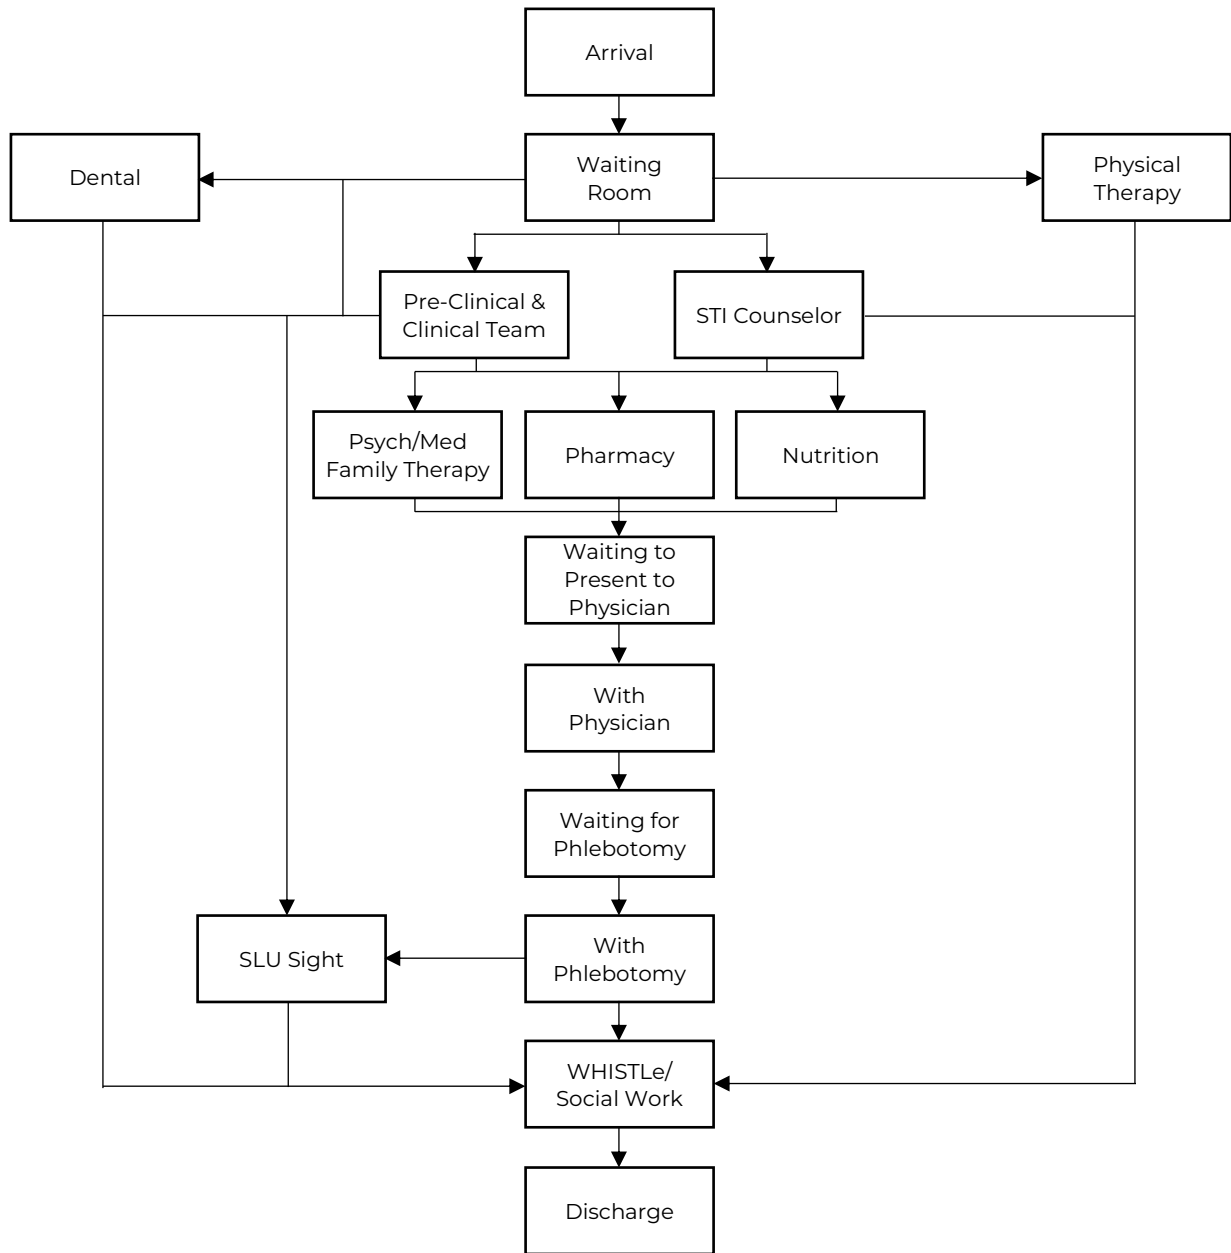 Arrival
Dental
Waiting
Room
Physical
Therapy
Pre-Clinical &
Clinical Team
STI Counselor
Psych/Med
Family Therapy
Pharmacy
Nutrition
Waiting to
Present to
Physician
With
Physician
Waiting for
Phlebotomy
SLU Sight
With
Phlebotomy
WHISTLe/
Social Work
Discharge